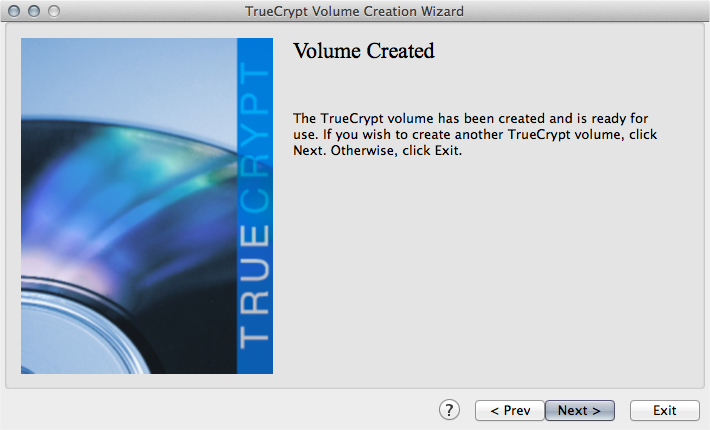 TrueCrypt Volume Creation Wizard
Volume Created
The TrueCrypt volume has been created and is ready for
use. If you wish to create another TrueCrypt volume, click
Next. Otherwise, click Exit.
TRUECRYPT
?
< Prev
Next >
Exit